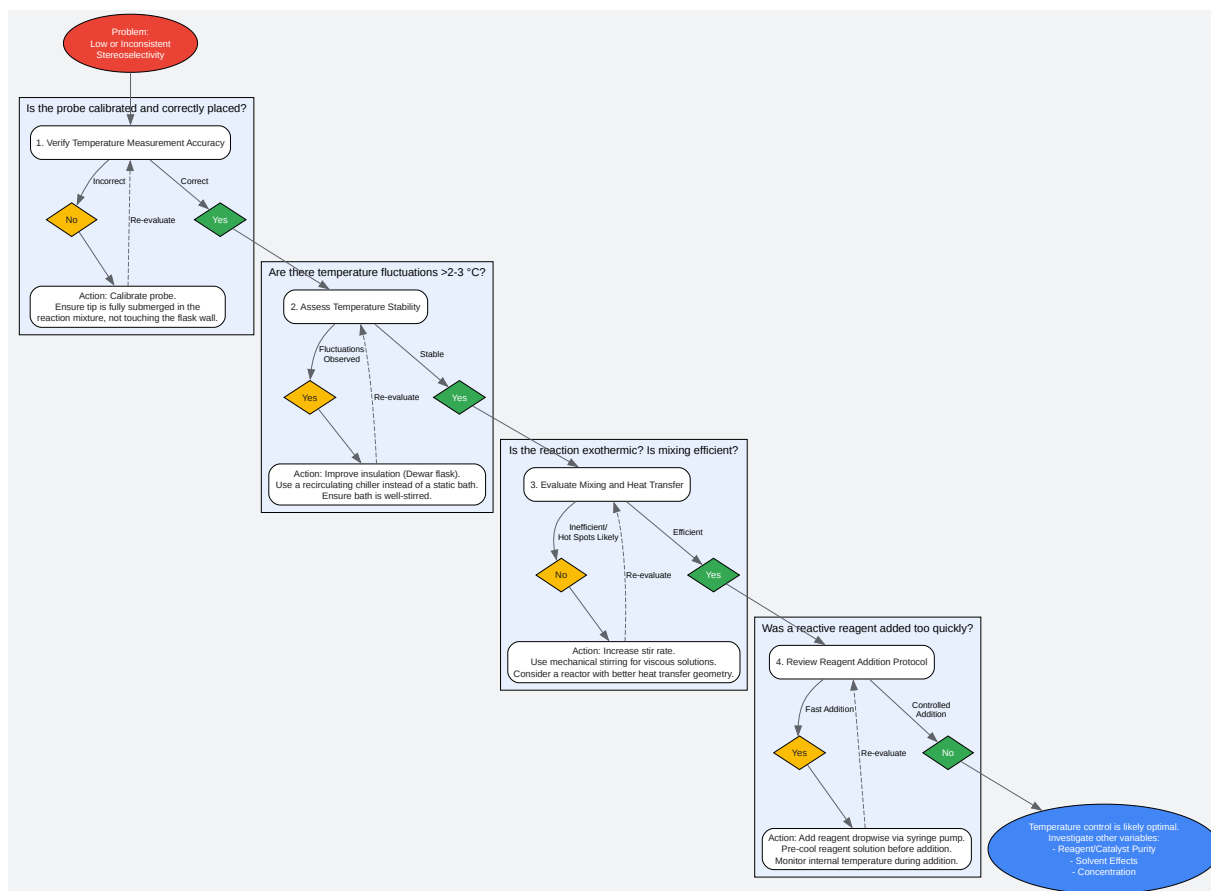 Problem:
Low or Inconsistent
Stereoselectivity
Is the probe calibrated and correctly placed?
1. Verify Temperature Measurement Accuracy
Incorrect
Correct
No
Re-evaluate
Yes
Action: Calibrate probe.
Ensure tip is fully submerged in the
reaction mixture, not touching the flask wall.
Are there temperature fluctuations >2-3 °C?
2. Assess Temperature Stability
Fluctuations
Observed
Stable
Yes
Re-evaluate
Yes
Action: Improve insulation (Dewar flask).
Use a recirculating chiller instead of a static bath.
Ensure bath is well-stirred.
Is the reaction exothermic? Is mixing efficient?
3. Evaluate Mixing and Heat Transfer
Inefficient/
Hot Spots Likely
Efficient
No
Re-evaluate
Yes
Action: Increase stir rate.
Use mechanical stirring for viscous solutions.
Consider a reactor with better heat transfer geometry.
Was a reactive reagent added too quickly?
4. Review Reagent Addition Protocol
Fast Addition
Controlled
Addition
Yes
Re-evaluate
No
Action: Add reagent dropwise via syringe pump.
Pre-cool reagent solution before addition.
Monitor internal temperature during addition.
Temperature control is likely optimal.
Investigate other variables:
- Reagent/Catalyst Purity
- Solvent Effects
- Concentration